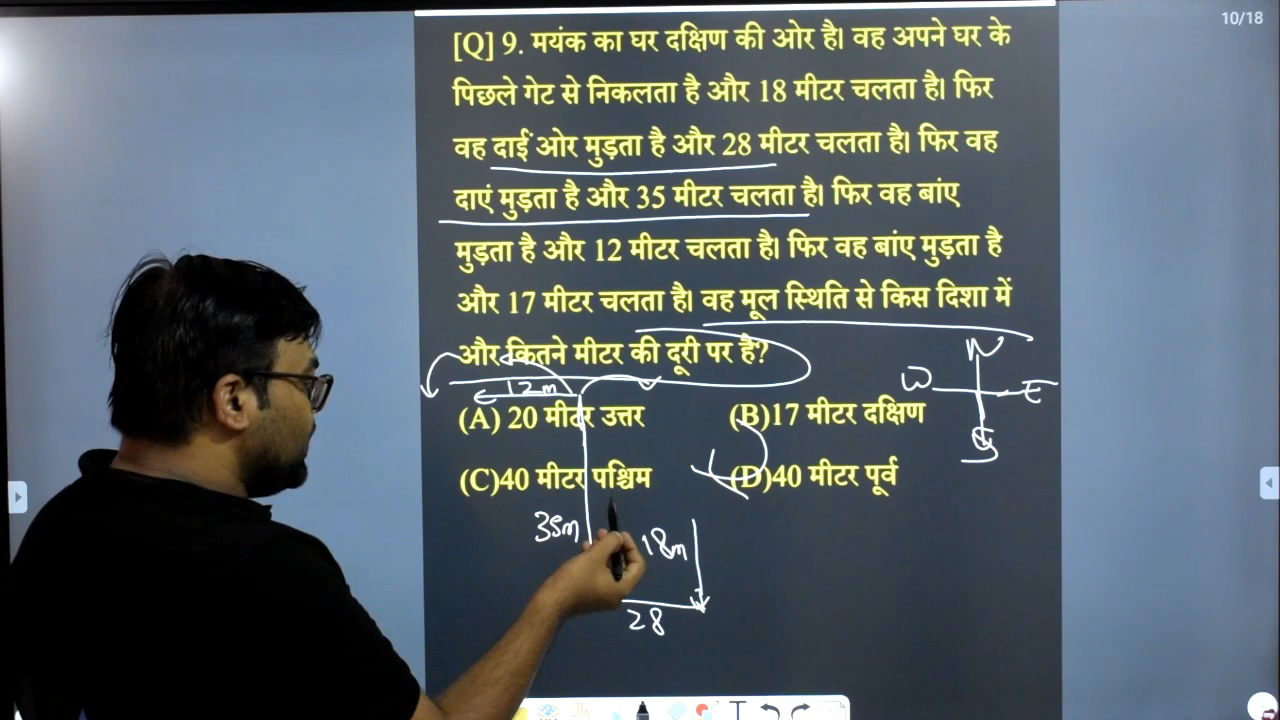 10/18
[Q] 9. मयंक का घर दक्षिण की ओर है। वह अपने घर के
पिछले गेट से निकलता है और 18 मीटर चलता है। फिर
वह दाईं ओर मुड़ता है और 28 मीटर चलता है। फिर वह
दाएं मुड़ता है और 35 मीटर चलता है। फिर वह बांए
मुड़ता है और 12 मीटर चलता है। फिर वह बांए मुड़ता है
और 17 मीटर चलता है। वह मूल स्थिति से किस दिशा में
और कितने मीटर की दूरी पर है?
N
W E
S
12m
(A) 20 मीटर उत्तर (B)17 मीटर दक्षिण
(C)40 मीटर पश्चिम (D)40 मीटर पूर्व
35m 18m
28
T